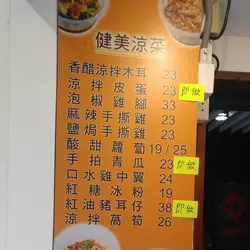 健美涼菜
香醋涼拌木耳 23
涼拌皮蛋 23 即做
泡椒雞腳 33
麻辣手撕雞 23
鹽焗手撕雞 23
酸甜蘿蔔 19/25
手拍青瓜 23 即做
口水雞中翼 24
紅糖冰粉 19
紅油豬耳仔 38 即做
涼拌萵筍 26